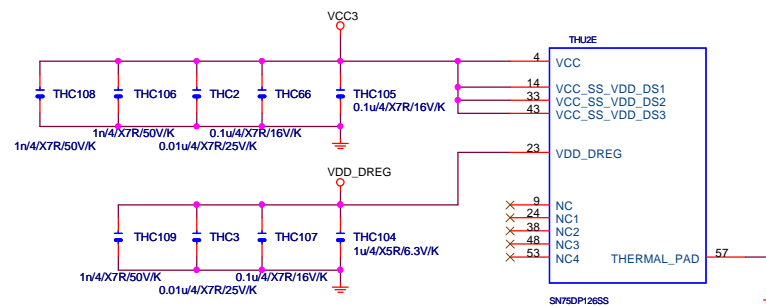 VCC3
THU2E
4 VCC
THC108 THC106 THC2 THC66 THC105
14 VCC_SS_VDD_DS1
33 VCC_SS_VDD_DS2
0.1u/4/X7R/16V/K
43 VCC_SS_VDD_DS3
1n/4/X7R/50V/K 0.1u/4/X7R/16V/K
1n/4/X7R/50V/K 0.01u/4/X7R/25V/K
23 VDD_DREG
VDD_DREG
9 NC
24 NC1
38 NC2
THC109 THC3 THC107 THC104
48 NC3
1u/4/X5R/6.3V/K
53 NC4 THERMAL_PAD 57
1n/4/X7R/50V/K 0.1u/4/X7R/16V/K
0.01u/4/X7R/25V/K
SN75DP126SS